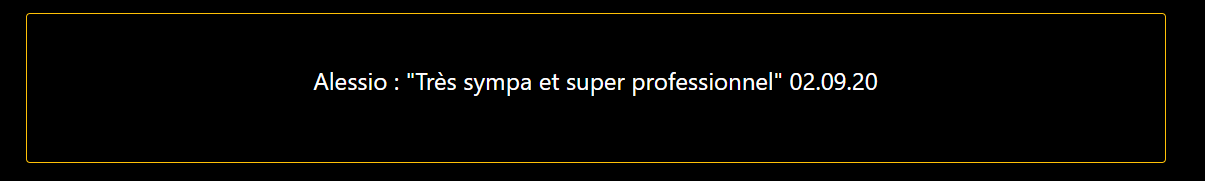 Alessio : "Très sympa et super professionnel" 02.09.20